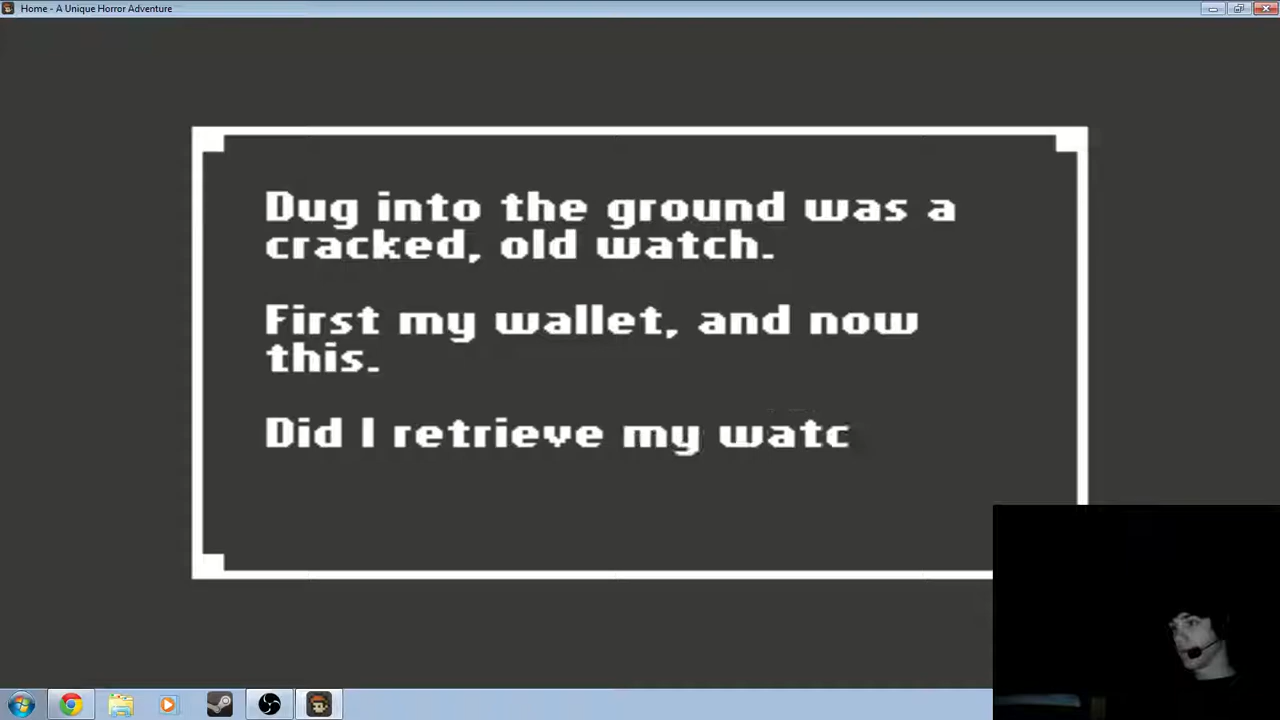 Home - A Unique Horror Adventure
Dug into the ground was a
cracked, old watch.
First my wallet, and now
this.
Did I retrieve my watc